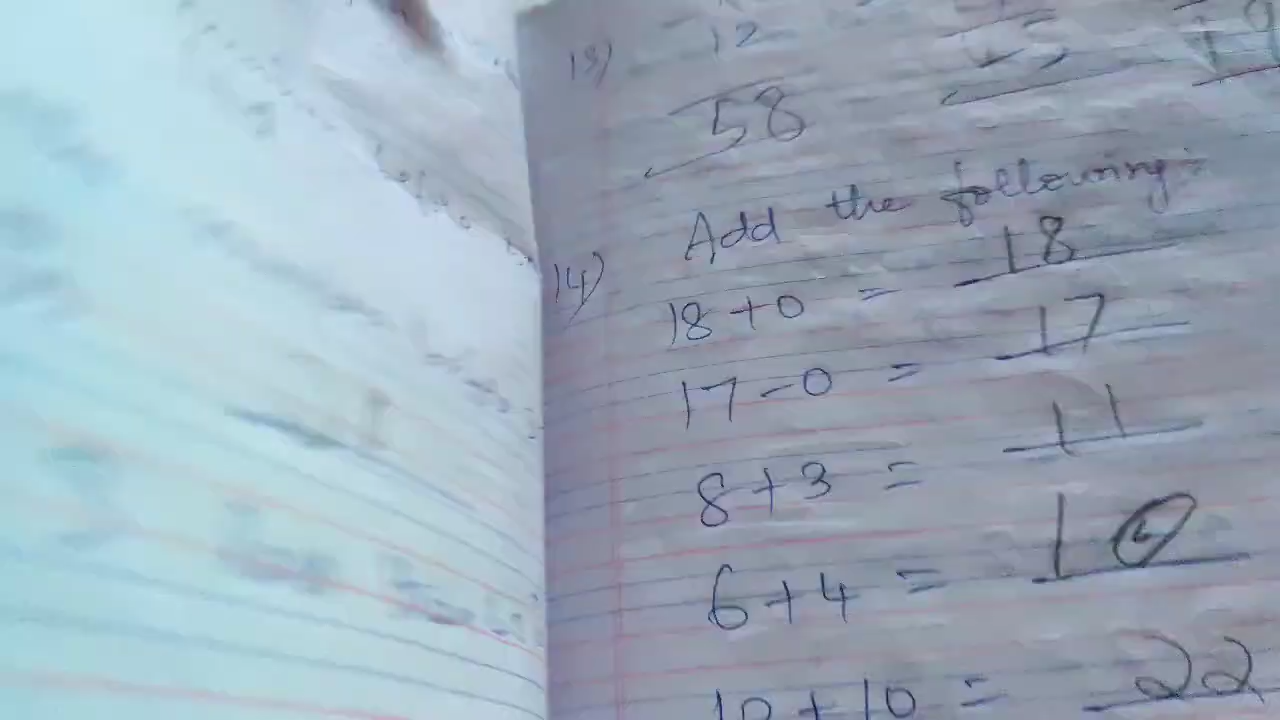 13) 12
58
Add the following:
14) 18 + 0 = 18
17 - 0 = 17
8 + 3 = 11
6 + 4 = 10
10 + 10 = 22